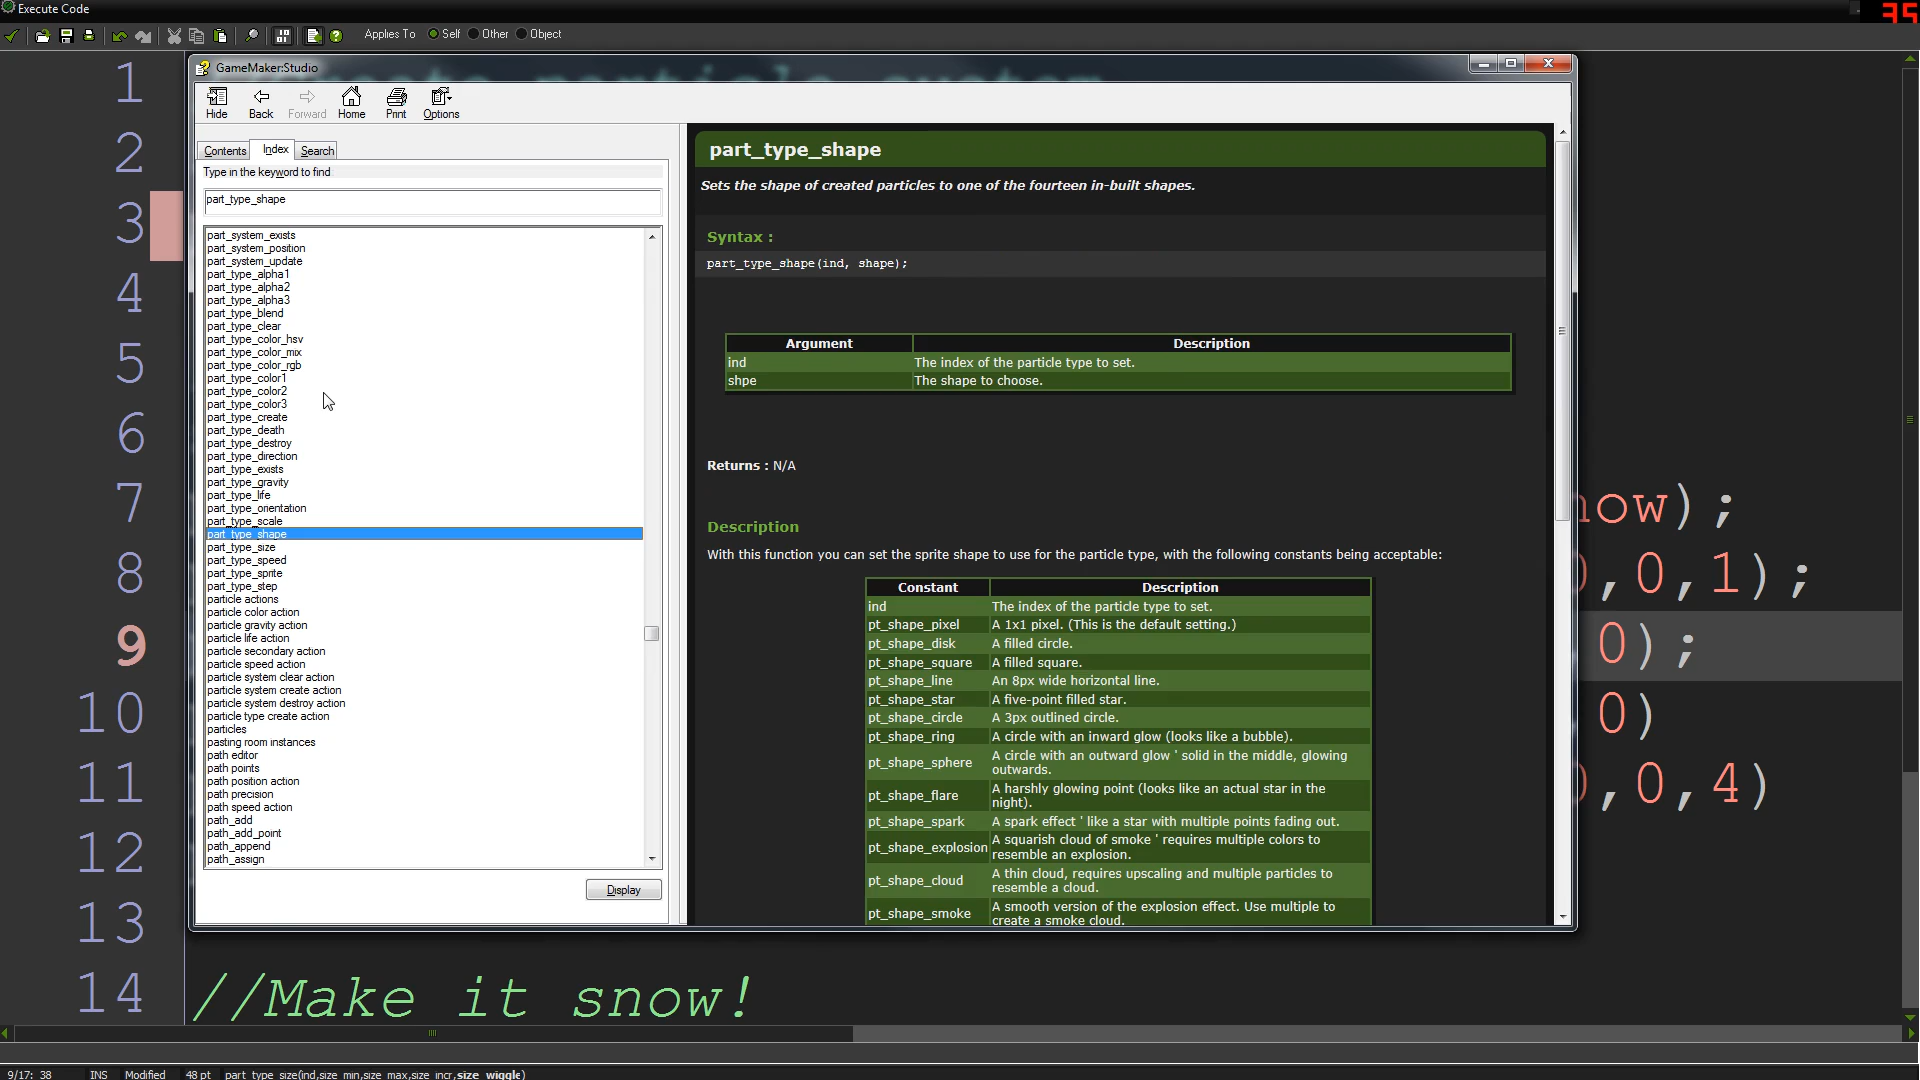 Execute Code
35
Applies To Self Other Object
GameMaker:Studio
Hide Back Forward Home Print Options
Contents Index Search
Type in the keyword to find
part_type_shape
part_system_exists
part_system_position
part_system_update
part_type_alpha1
part_type_alpha2
part_type_alpha3
part_type_blend
part_type_clear
part_type_color_hsv
part_type_color_mix
part_type_color_rgb
part_type_color1
part_type_color2
part_type_color3
part_type_create
part_type_death
part_type_destroy
part_type_direction
part_type_exists
part_type_gravity
part_type_life
part_type_orientation
part_type_scale
part_type_shape
part_type_size
part_type_speed
part_type_sprite
part_type_step
particle actions
particle color action
particle gravity action
particle life action
particle secondary action
particle speed action
particle system clear action
particle system create action
particle system destroy action
particle type create action
particles
pasting room instances
path editor
path points
path position action
path precision
path speed action
path_add
path_add_point
path_append
path_assign
Display
part_type_shape
Sets the shape of created particles to one of the fourteen in-built shapes.
Syntax :
part_type_shape(ind, shape);
Argument Description
ind The index of the particle type to set.
shpe The shape to choose.
Returns : N/A
Description
With this function you can set the sprite shape to use for the particle type, with the following constants being acceptable:
Constant Description
ind The index of the particle type to set.
pt_shape_pixel A 1x1 pixel. (This is the default setting.)
pt_shape_disk A filled circle.
pt_shape_square A filled square.
pt_shape_line An 8px wide horizontal line.
pt_shape_star A five-point filled star.
pt_shape_circle A 3px outlined circle.
pt_shape_ring A circle with an inward glow (looks like a bubble).
pt_shape_sphere A circle with an outward glow ' solid in the middle, glowing
outwards.
pt_shape_flare A harshly glowing point (looks like an actual star in the
night).
pt_shape_spark A spark effect ' like a star with multiple points fading out.
pt_shape_explosion A squarish cloud of smoke ' requires multiple colors to
resemble an explosion.
pt_shape_cloud A thin cloud, requires upscaling and multiple particles to
resemble a cloud.
pt_shape_smoke A smooth version of the explosion effect. Use multiple to
create a smoke cloud.
1
2
3
4
5
6
7 now);
8 ,0,1);
9 0);
10 0)
11 ,0,4)
12
13
14 //Make it snow!
9/17: 38 INS Modified 48 pt part_type_size(ind,size_min,size_max,size_incr,size_wiggle)